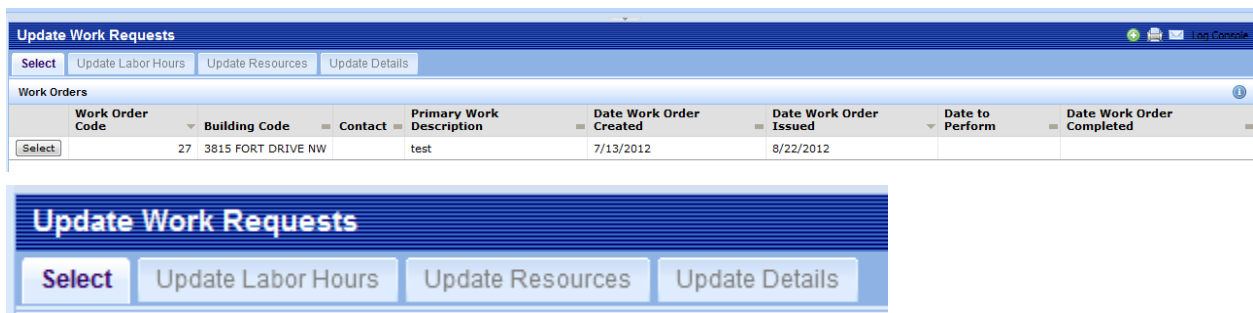 Update Work Requests
Log Console
Select Update Labor Hours Update Resources Update Details
Work Orders
Work Order Code Building Code Contact Primary Work Description Date Work Order Created Date Work Order Issued Date to Perform Date Work Order Completed
Select 27 3815 FORT DRIVE NW test 7/13/2012 8/22/2012
Update Work Requests
Select Update Labor Hours Update Resources Update Details